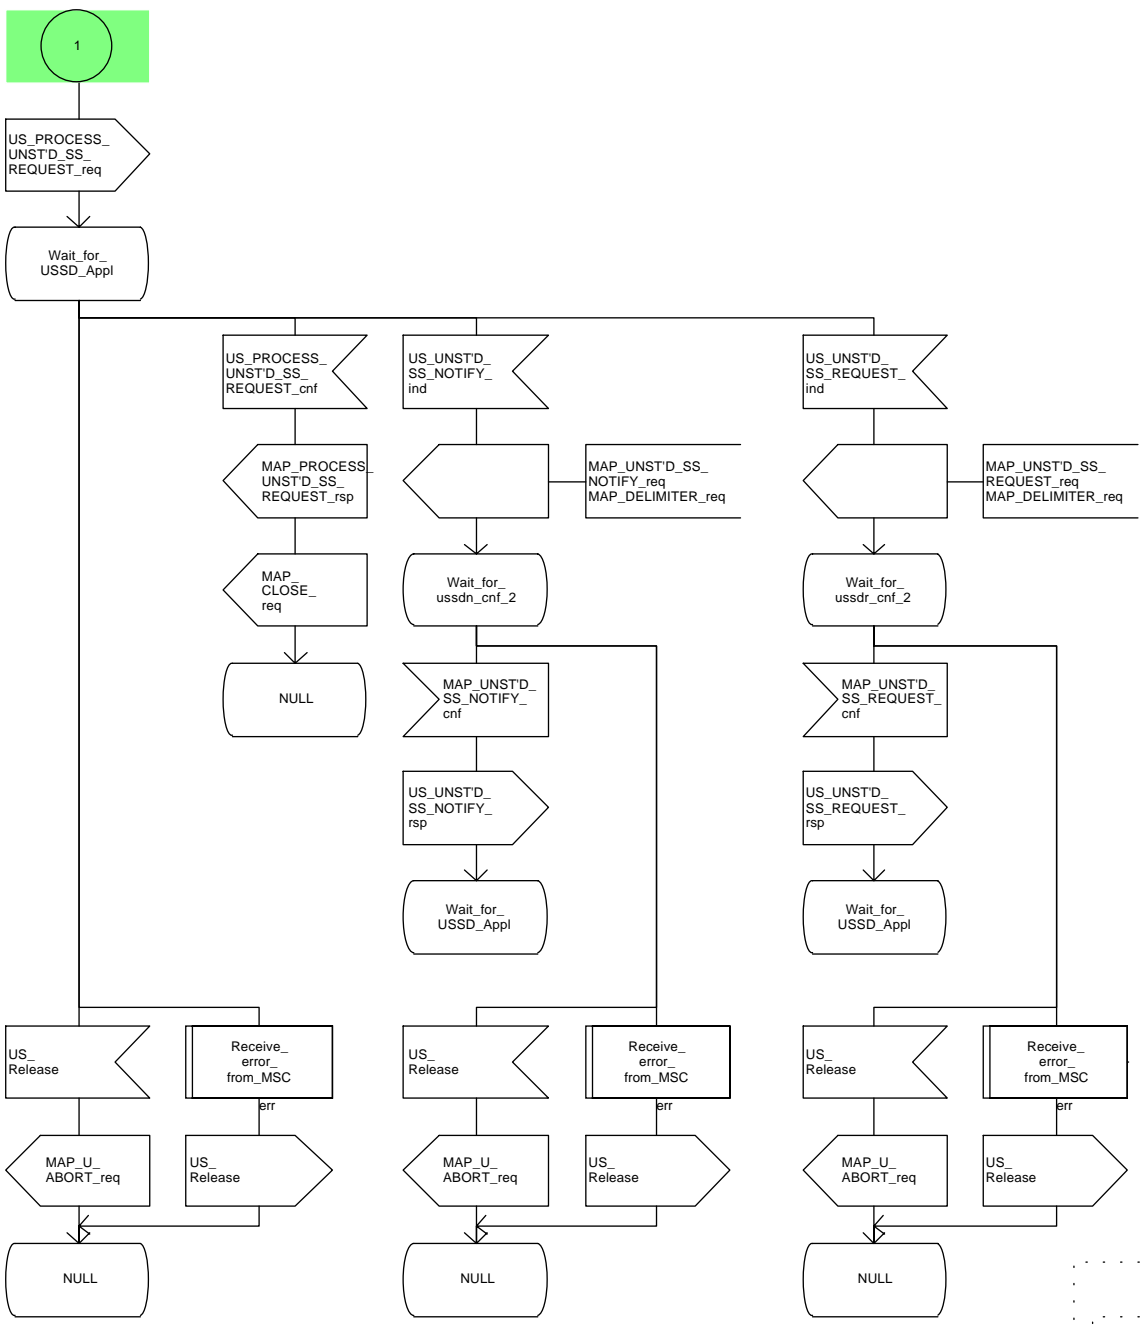 1
US_PROCESS_
UNST'D_SS_
REQUEST_req
Wait_for_
USSD_Appl
US_PROCESS_
UNST'D_SS_
REQUEST_cnf
US_UNST'D_
SS_NOTIFY_
ind
US_UNST'D_
SS_REQUEST_
ind
MAP_PROCESS_
UNST'D_SS_
REQUEST_rsp
MAP_UNST'D_SS_
NOTIFY_req
MAP_DELIMITER_req
MAP_UNST'D_SS_
REQUEST_req
MAP_DELIMITER_req
MAP_
CLOSE_
req
Wait_for_
ussdn_cnf_2
Wait_for_
ussdr_cnf_2
NULL
MAP_UNST'D_
SS_NOTIFY_
cnf
MAP_UNST'D_
SS_REQUEST_
cnf
US_UNST'D_
SS_NOTIFY_
rsp
US_UNST'D_
SS_REQUEST_
rsp
Wait_for_
USSD_Appl
Wait_for_
USSD_Appl
US_
Release
Receive_
error_
from_MSC
err
US_
Release
Receive_
error_
from_MSC
err
US_
Release
Receive_
error_
from_MSC
err
MAP_U_
ABORT_req
US_
Release
MAP_U_
ABORT_req
US_
Release
MAP_U_
ABORT_req
US_
Release
NULL
NULL
NULL